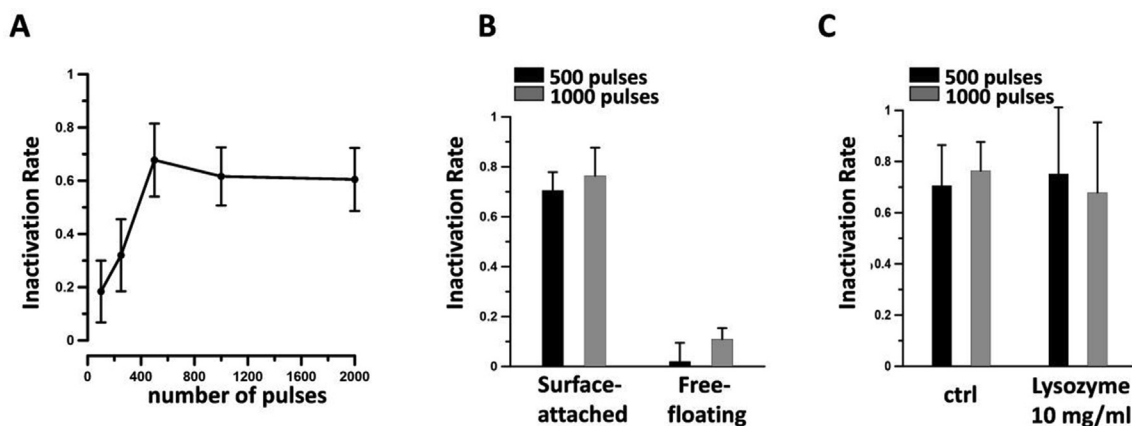 A
Inactivation Rate
1
0.8
0.6
0.4
0.2
0
0 400 800 1200 1600 2000
number of pulses
B
500 pulses
1000 pulses
Inactivation Rate
1
0.8
0.6
0.4
0.2
0
Surface-
attached
Free-
floating
C
500 pulses
1000 pulses
Inactivation Rate
1
0.8
0.6
0.4
0.2
0
ctrl
Lysozyme
10 mg/ml